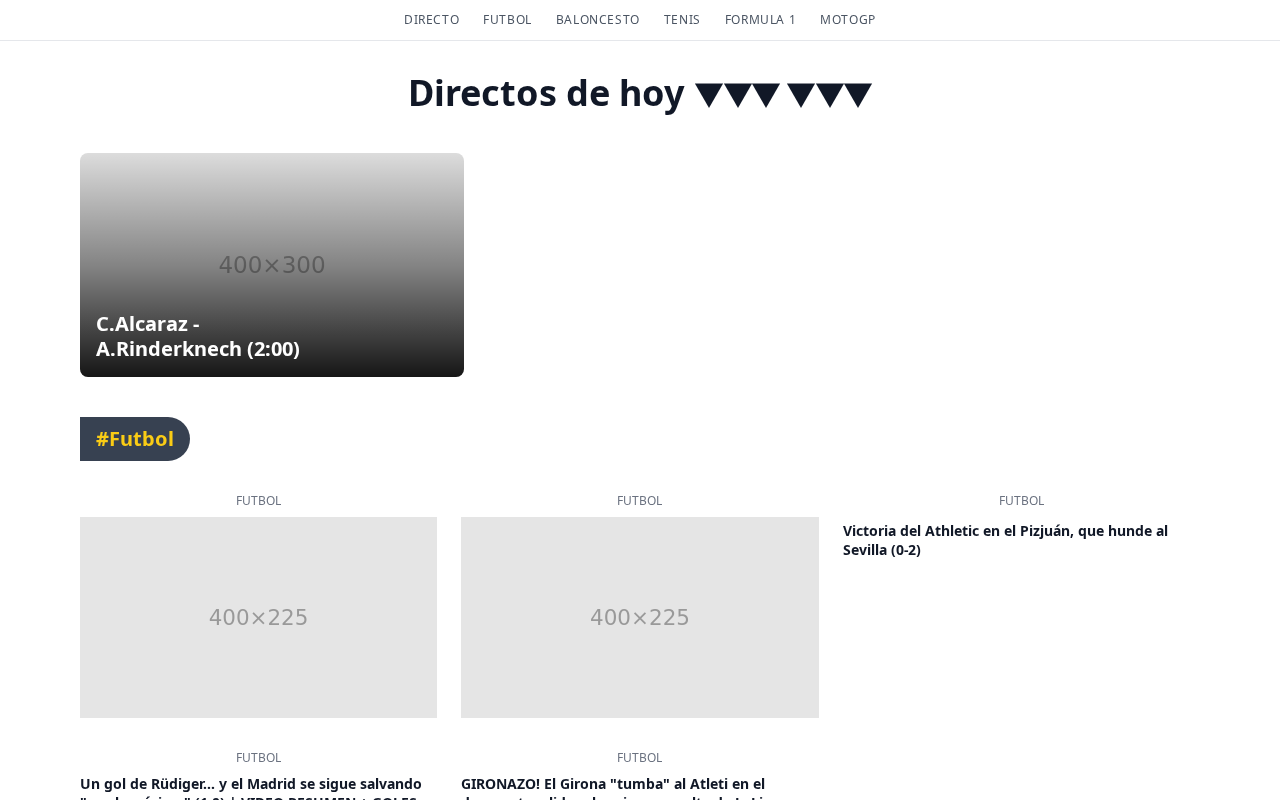 DIRECTO FUTBOL BALONCESTO TENIS FORMULA 1 MOTOGP
Directos de hoy ▼▼▼ ▼▼▼
400×300
C.Alcaraz -
A.Rinderknech (2:00)
#Futbol
FUTBOL FUTBOL FUTBOL
Victoria del Athletic en el Pizjuán, que hunde al
Sevilla (0-2)
400×225 400×225
FUTBOL FUTBOL
Un gol de Rüdiger... y el Madrid se sigue salvando
GIRONAZO! El Girona "tumba" al Atleti en el